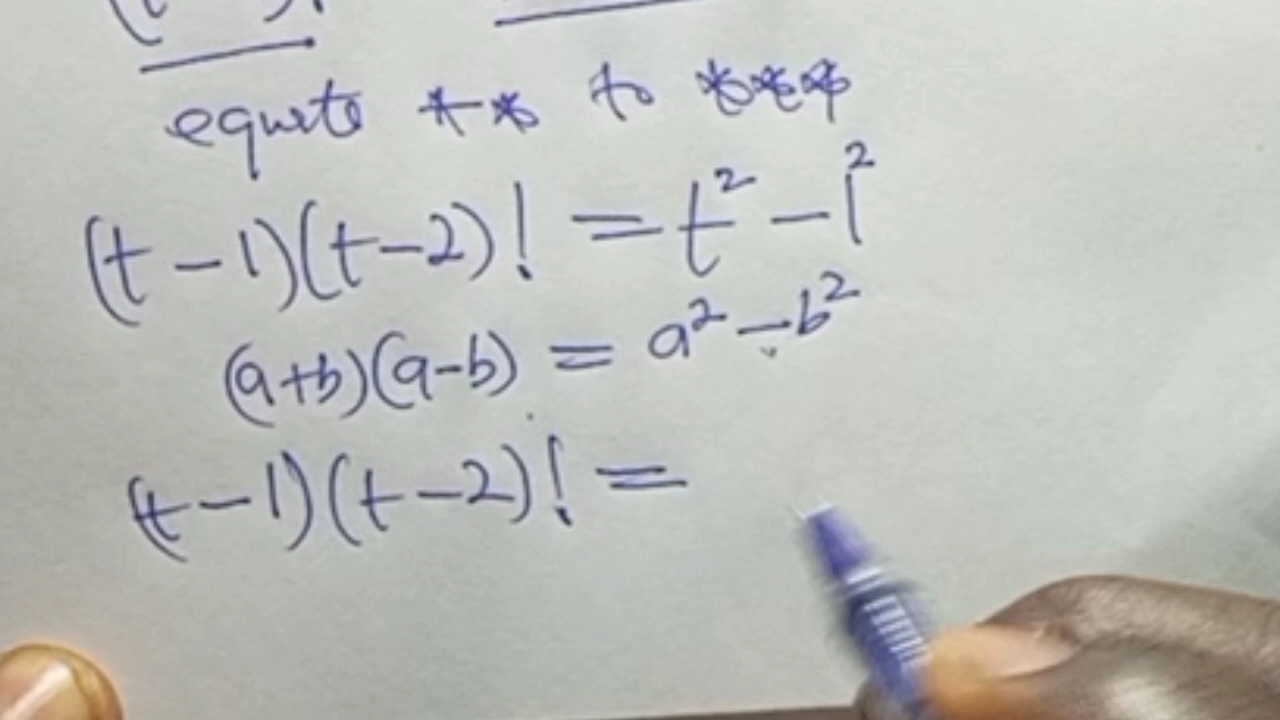 equate ** to ***
(t-1)(t-2)! = t² - 1²
(a+b)(a-b) = a² - b²
(t-1)(t-2)! =